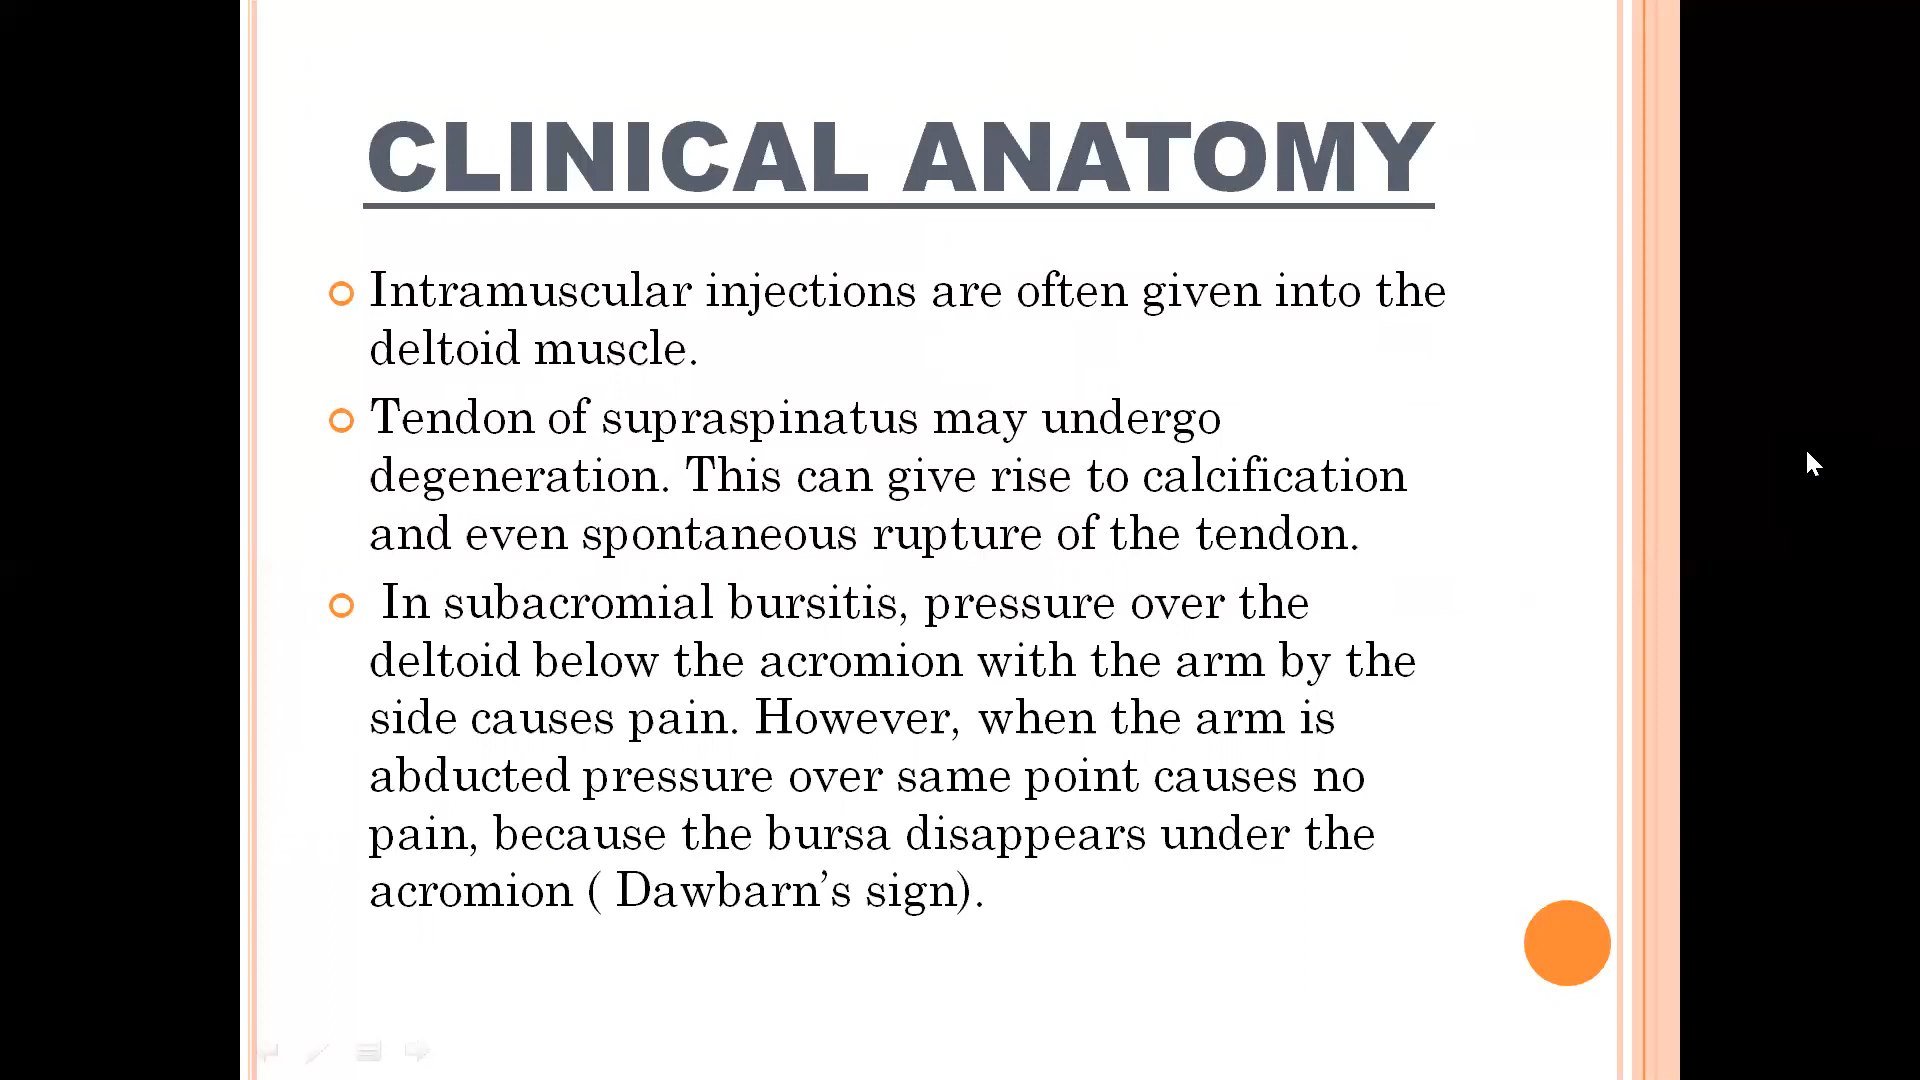 CLINICAL ANATOMY
Intramuscular injections are often given into the
deltoid muscle.
Tendon of supraspinatus may undergo
degeneration. This can give rise to calcification
and even spontaneous rupture of the tendon.
In subacromial bursitis, pressure over the
deltoid below the acromion with the arm by the
side causes pain. However, when the arm is
abducted pressure over same point causes no
pain, because the bursa disappears under the
acromion ( Dawbarn’s sign).